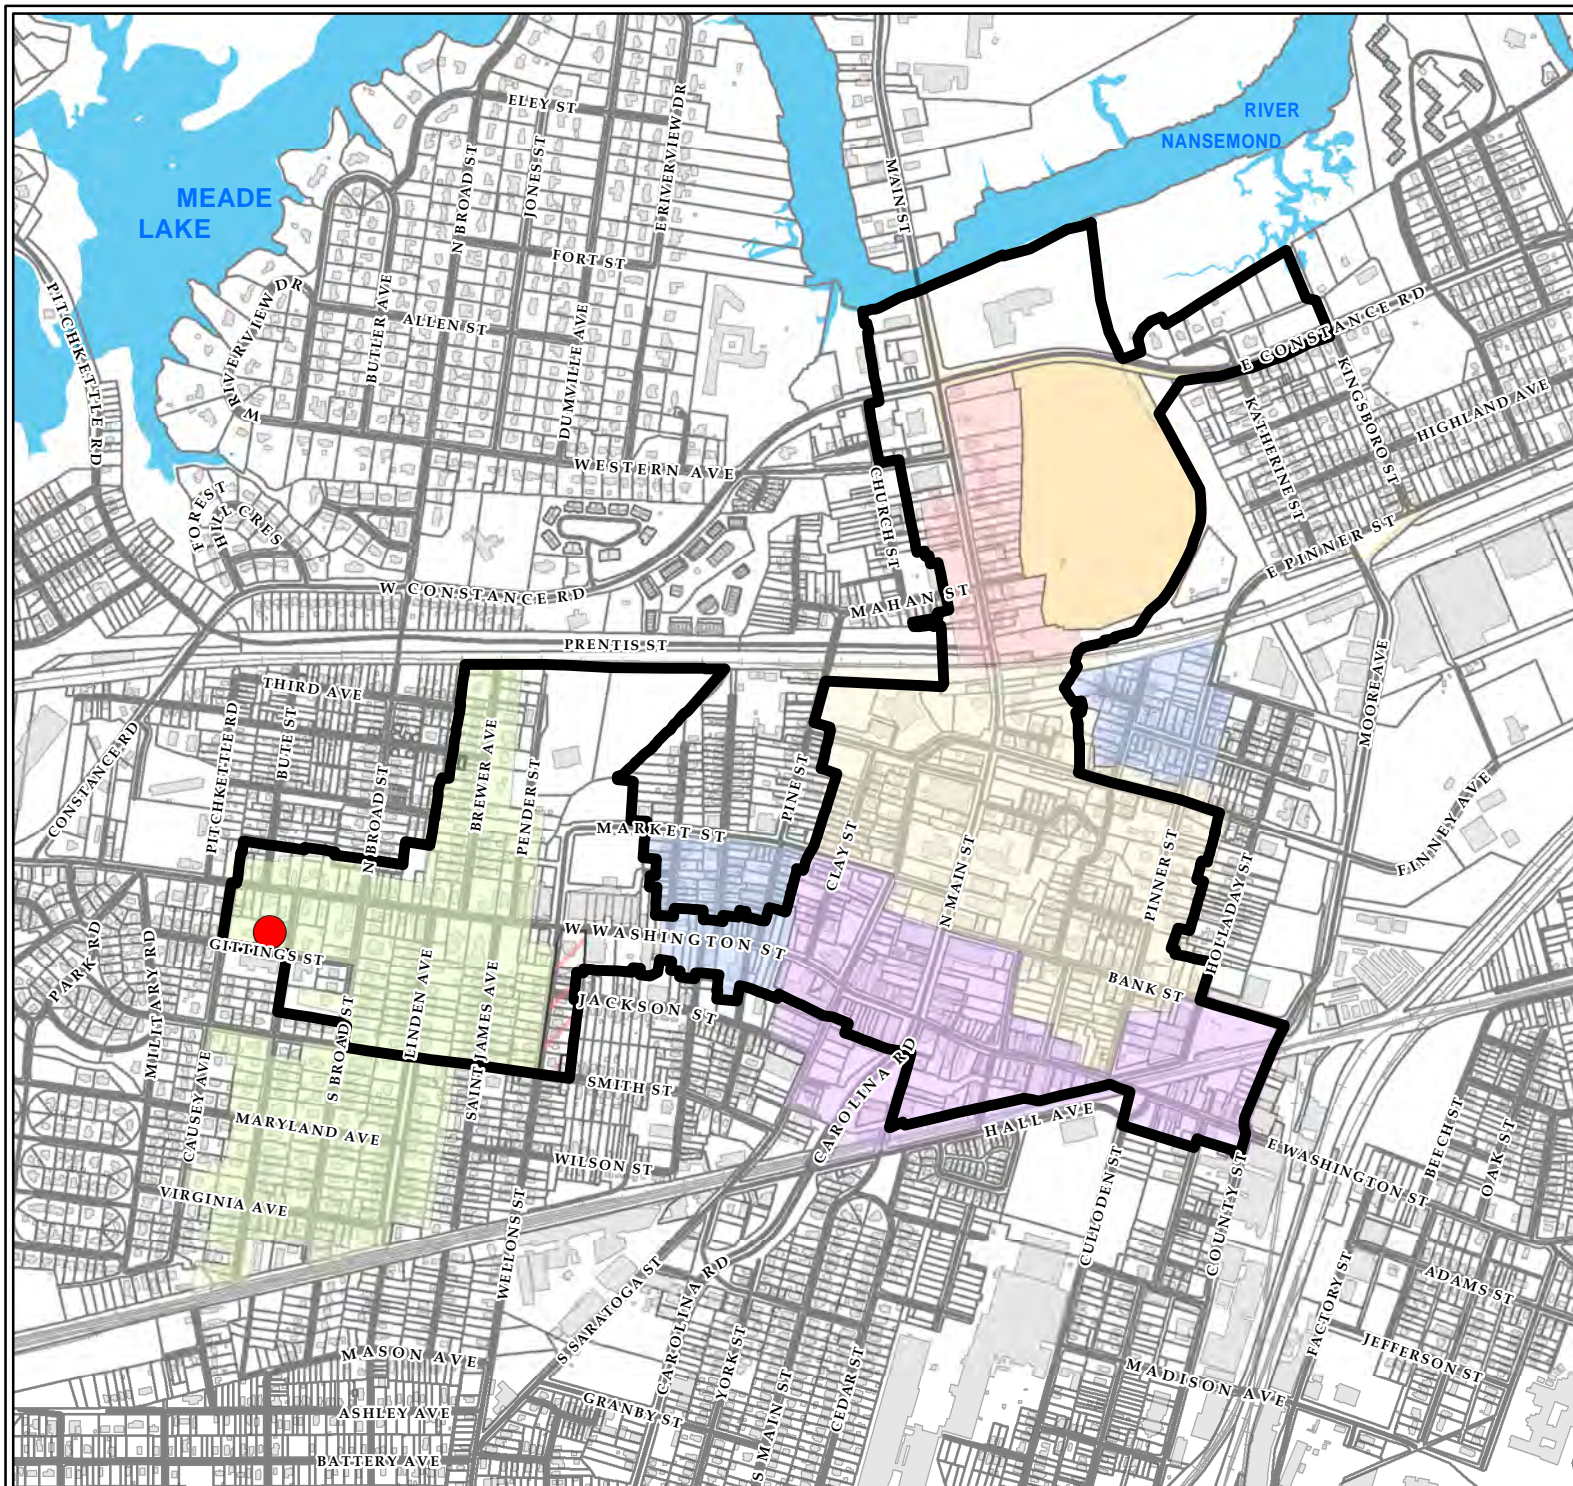 ELEY ST
RIVER
NANSEMOND
N BROAD ST
JONES ST
E RIVERVIEW DR
MAIN ST
MEADE
LAKE
FORT ST
W RIVERVIEW DR
BUTLER AVE
ALLEN ST
DUMVILLE AVE
PITCHKETTLE RD
E CONSTANCE RD
KINGSBORO ST
KATHERINE ST
HIGHLAND AVE
WESTERN AVE
CHURCH ST
FOREST
HILL CRES
E PINNER ST
W CONSTANCE RD
MAHAN ST
PRENTIS ST
MOORE AVE
THIRD AVE
PITCHKETTLE RD
BUTE ST
CONSTANCE RD
N BROAD ST
BREWER AVE
PENDER ST
PINE ST
MARKET ST
CLAY ST
N MAIN ST
PINNER ST
HOLLADAY ST
FINNEY AVE
PARK RD
MILITARY RD
GITTINGS ST
W WASHINGTON ST
BANK ST
LINDEN AVE
SAINT JAMES AVE
S BROAD ST
JACKSON ST
CAUSEY AVE
SMITH ST
CAROLINA RD
HALL AVE
MARYLAND AVE
WILSON ST
E WASHINGTON ST
BEECH ST
OAK ST
VIRGINIA AVE
WELLONS ST
CULLODEN ST
COUNTY ST
S SARATOGA ST
CAROLINA RD
FACTORY ST
ADAMS ST
MASON AVE
YORK ST
S MAIN ST
CEDAR ST
MADISON AVE
JEFFERSON ST
GRANBY ST
ASHLEY AVE
BATTERY AVE